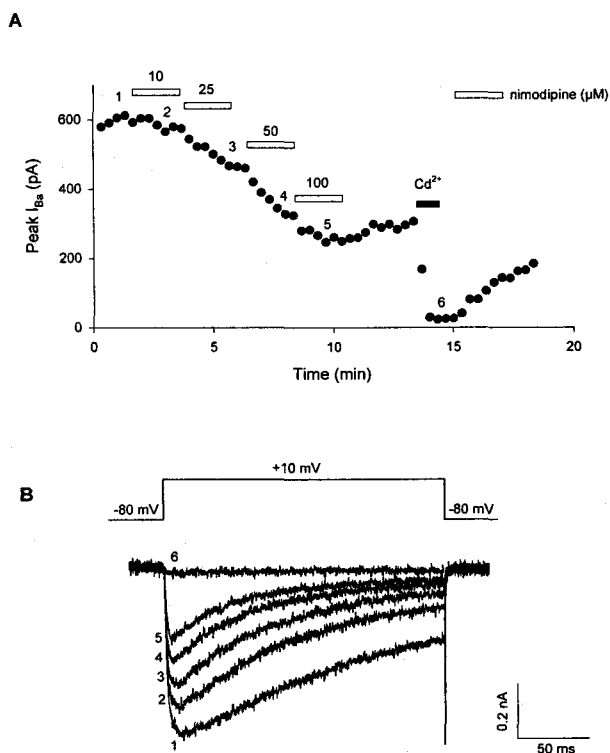 A
10
25
50
100
nimodipine (µM)
Cd²⁺
1
2
3
4
5
6
600
400
200
0
Peak I_Ba (pA)
0 5 10 15 20
Time (min)
B
+10 mV
-80 mV
-80 mV
6
5
4
3
2
1
0.2 nA
50 ms